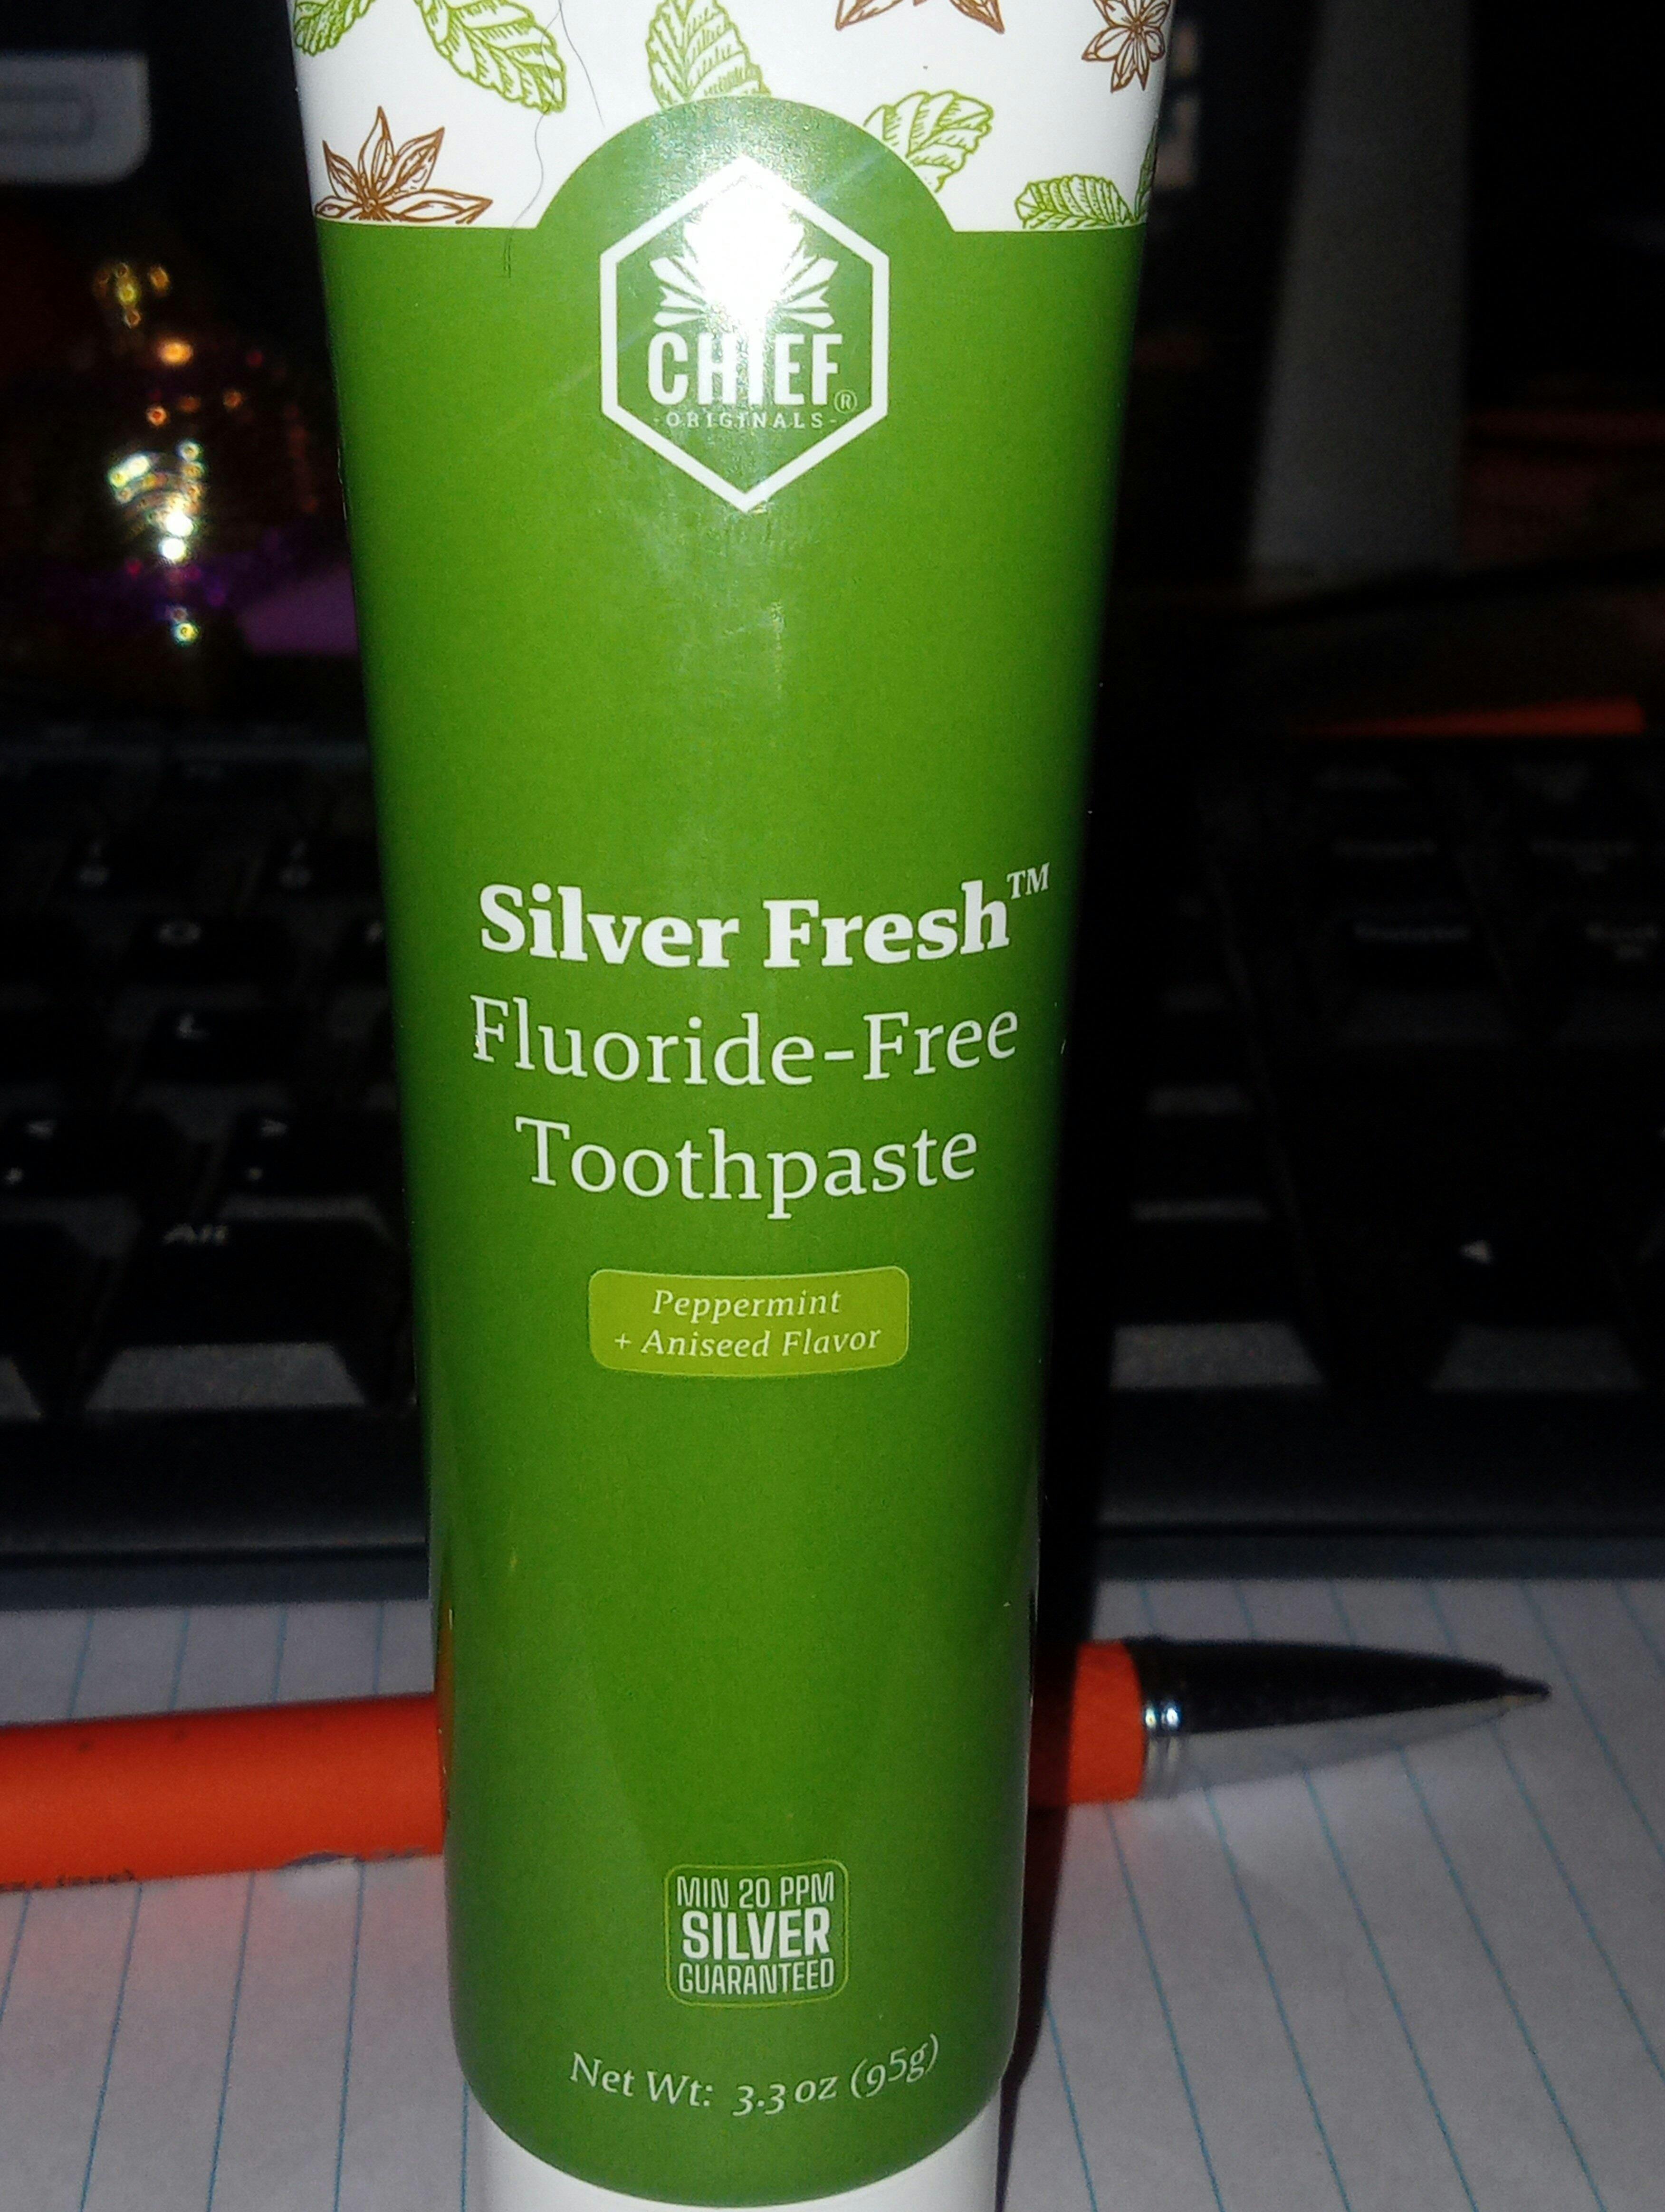 CHIEF®
-ORIGINALS-
Silver Fresh™
Fluoride-Free
Toothpaste
Peppermint
+ Aniseed Flavor
MIN 20 PPM
SILVER
GUARANTEED
Net Wt: 3.3 oz (95g)
Alt